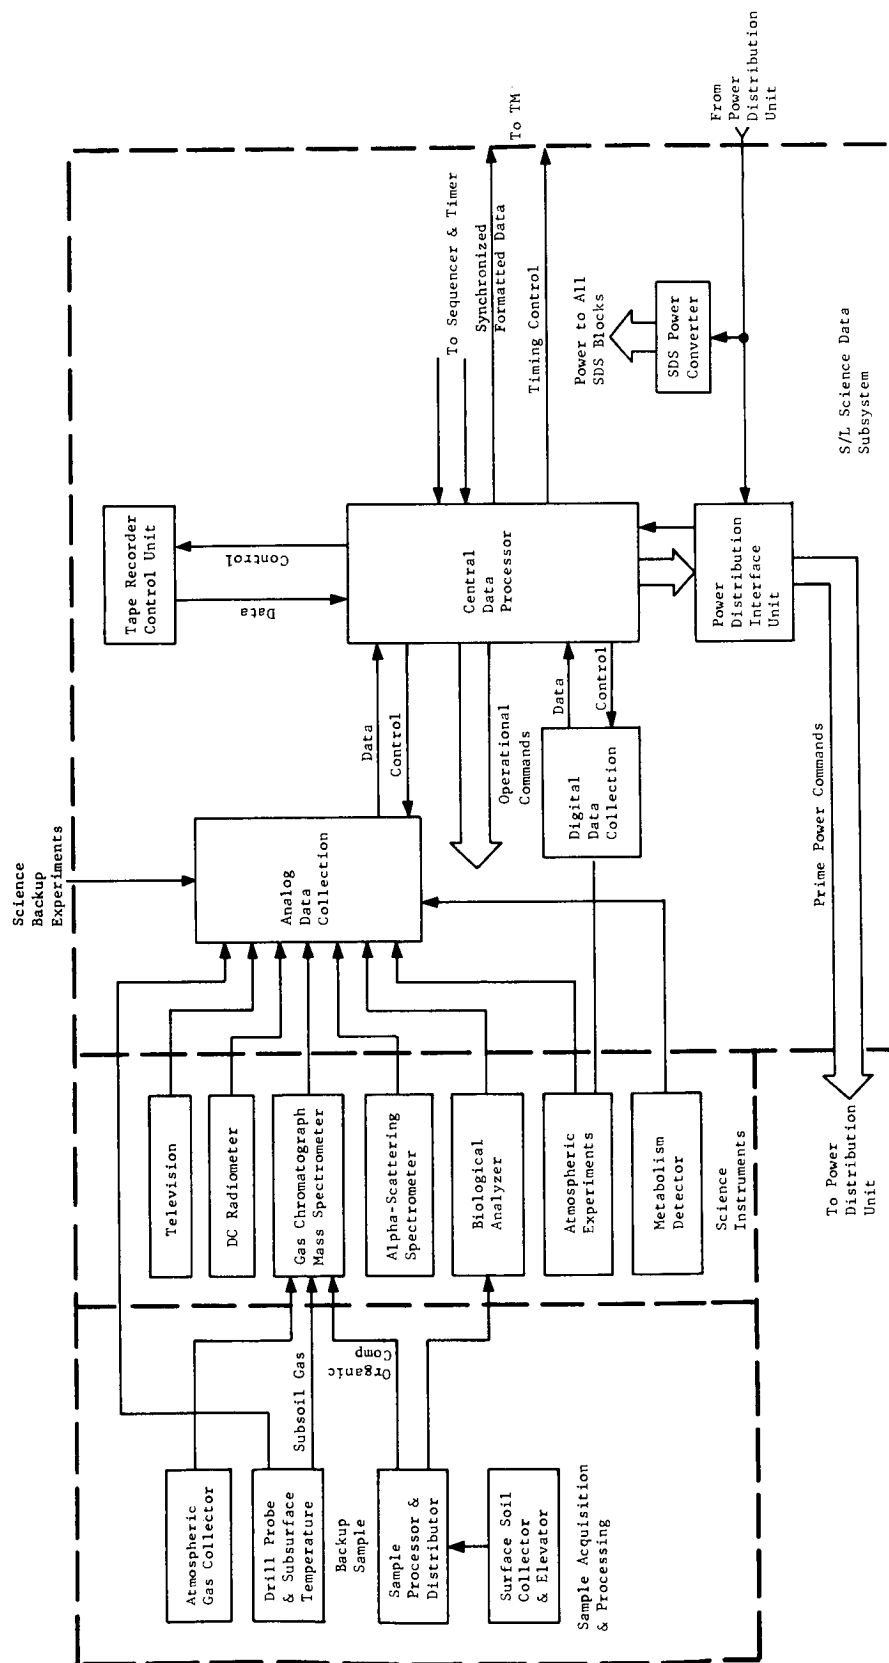 Science
Backup
Experiments
Tape Recorder
Control Unit
Data
Control
To Sequencer & Timer
Synchronized
Formatted Data
To TM
Timing Control
Analog
Data
Collection
Data
Control
Central
Data
Processor
Operational
Commands
Digital
Data
Collection
Data
Control
Power to All
SDS Blocks
SDS Power
Converter
From
Power
Distribution
Unit
Power
Distribution
Interface
Unit
Prime Power Commands
S/L Science Data
Subsystem
Television
DC Radiometer
Gas Chromatograph
Mass Spectrometer
Alpha-Scattering
Spectrometer
Biological
Analyzer
Atmospheric
Experiments
Metabolism
Detector
Science
Instruments
To Power
Distribution
Unit
Atmospheric
Gas Collector
Drill Probe
& Subsurface
Temperature
Subsoil Gas
Organic
Comp
Backup
Sample
Sample
Processor &
Distributor
Surface Soil
Collector
& Elevator
Sample Acquisition
& Processing